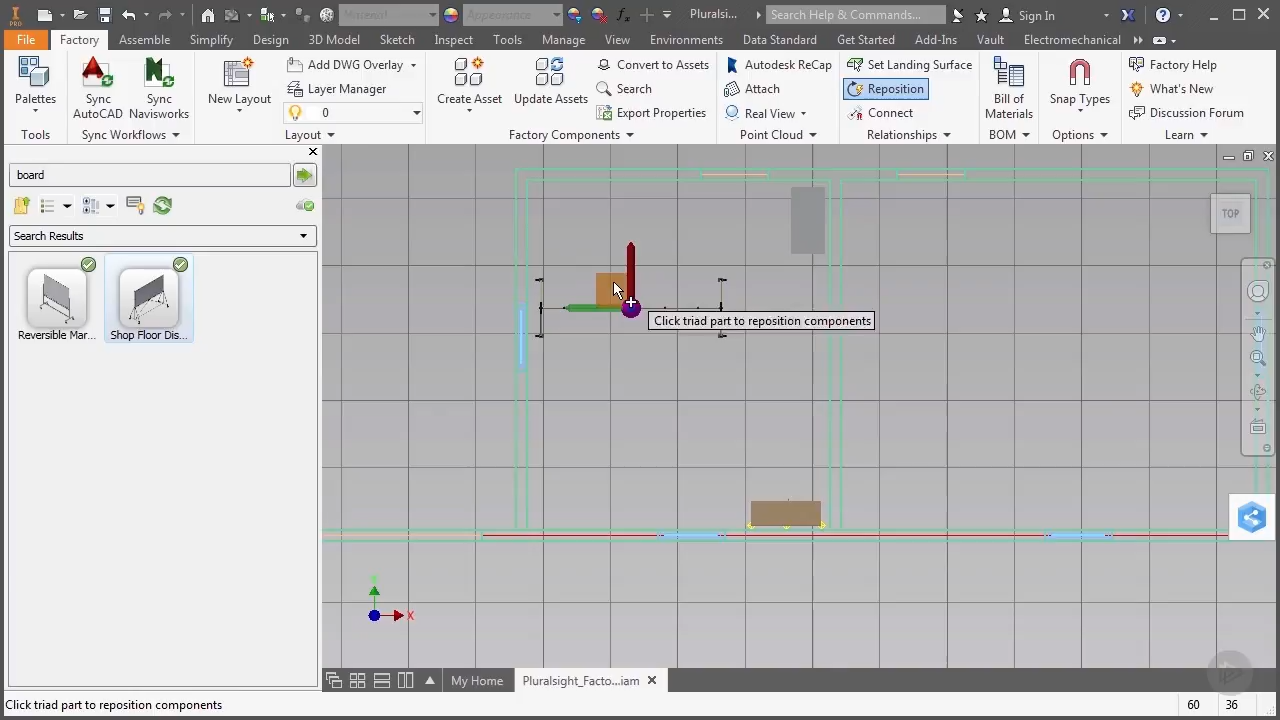 PRO
Material
Appearance
Pluralsi...
Search Help & Commands...
Sign In
File
Factory
Assemble
Simplify
Design
3D Model
Sketch
Inspect
Tools
Manage
View
Environments
Data Standard
Get Started
Add-Ins
Vault
Electromechanical
Palettes
Tools
Sync AutoCAD
Sync Navisworks
Sync Workflows
New Layout
Add DWG Overlay
Layer Manager
0
Layout
Create Asset
Update Assets
Convert to Assets
Search
Export Properties
Factory Components
Autodesk ReCap
Attach
Real View
Point Cloud
Set Landing Surface
Reposition
Connect
Relationships
Bill of Materials
BOM
Snap Types
Options
Factory Help
What's New
Discussion Forum
Learn
board
Search Results
Reversible Mar...
Shop Floor Dis...
TOP
Click triad part to reposition components
Y
X
My Home
Pluralsight_Facto...iam
Click triad part to reposition components
60
36